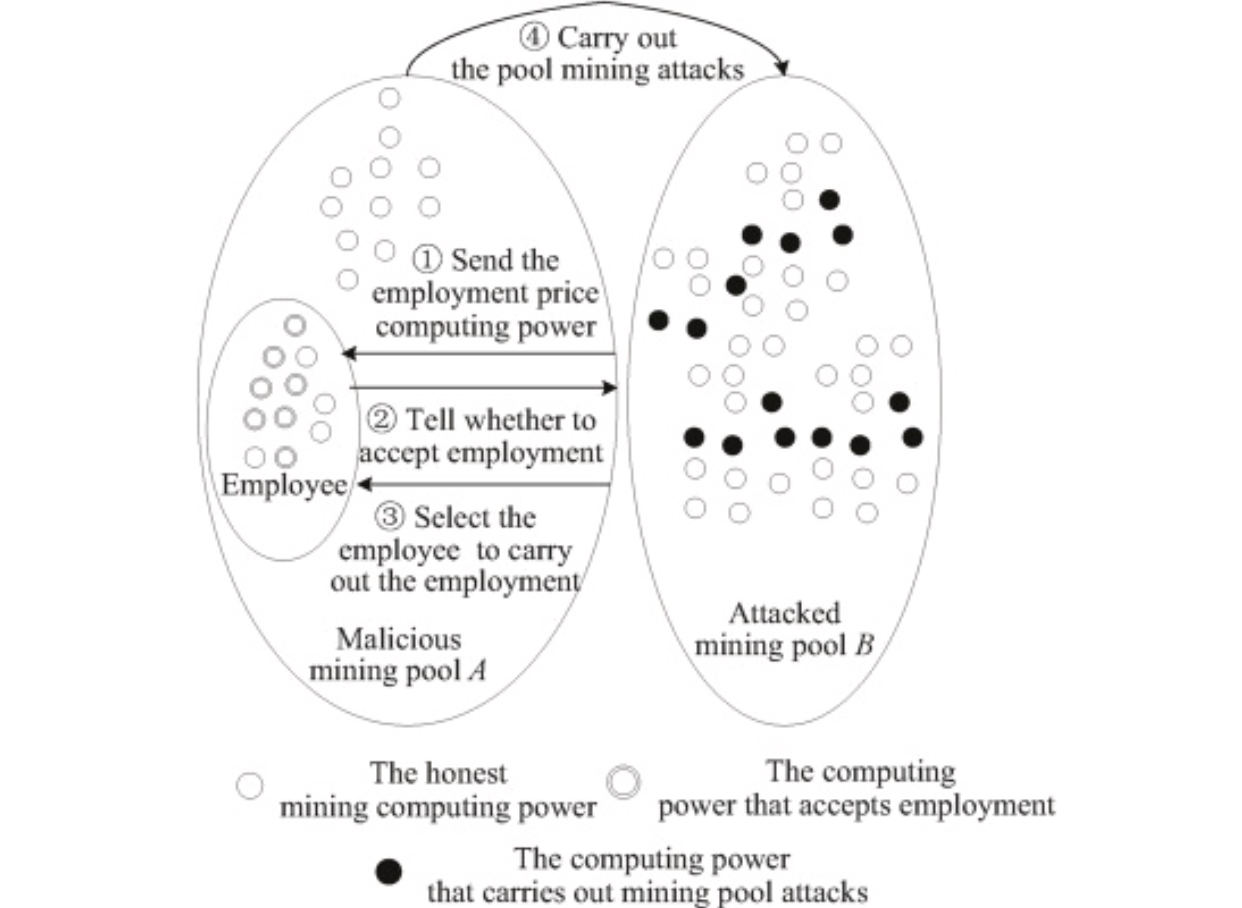 ④ Carry out
the pool mining attacks
① Send the
employment price
computing power
② Tell whether to
accept employment
Employee
③ Select the
employee to carry
out the employment
Malicious
mining pool A
Attacked
mining pool B
The honest
mining computing power
The computing
power that accepts employment
The computing power
that carries out mining pool attacks